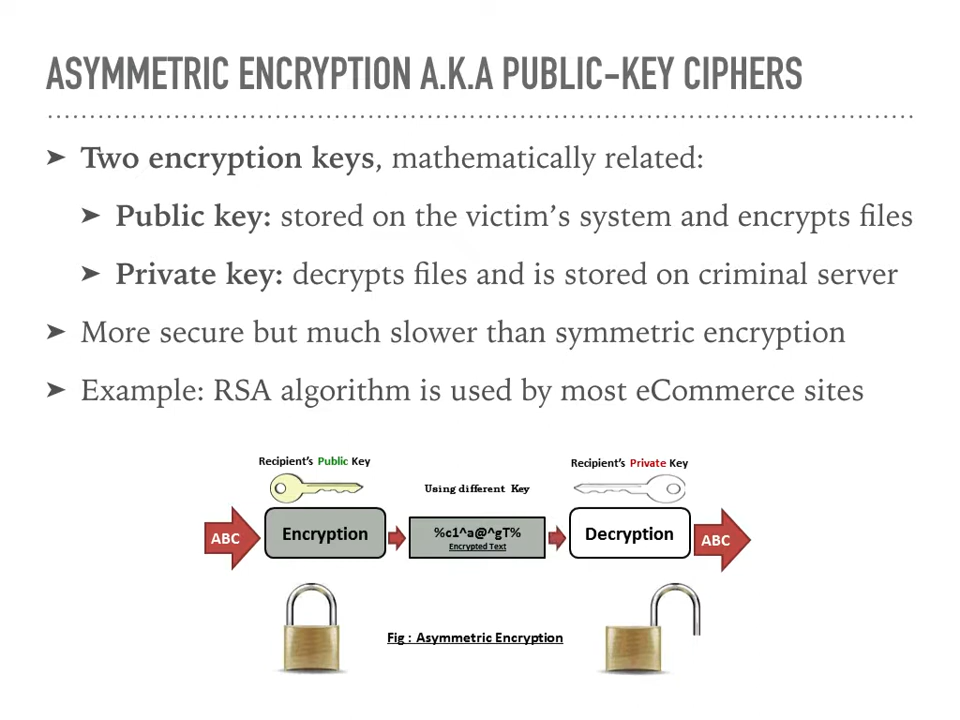 ASYMMETRIC ENCRYPTION A.K.A PUBLIC-KEY CIPHERS
➤ Two encryption keys, mathematically related:
➤ Public key: stored on the victim’s system and encrypts files
➤ Private key: decrypts files and is stored on criminal server
➤ More secure but much slower than symmetric encryption
➤ Example: RSA algorithm is used by most eCommerce sites
Recipient’s Public Key
Recipient’s Private Key
Using different Key
ABC
Encryption
%c1^a@^gT%
Encrypted Text
Decryption
ABC
Fig : Asymmetric Encryption